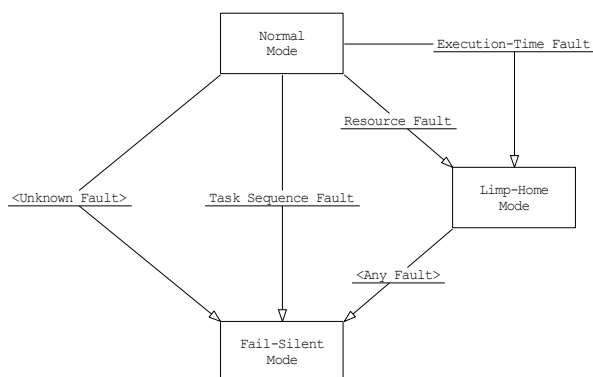 Normal
Mode
Execution-Time Fault
Resource Fault
<Unknown Fault>
Task Sequence Fault
Limp-Home
Mode
<Any Fault>
Fail-Silent
Mode